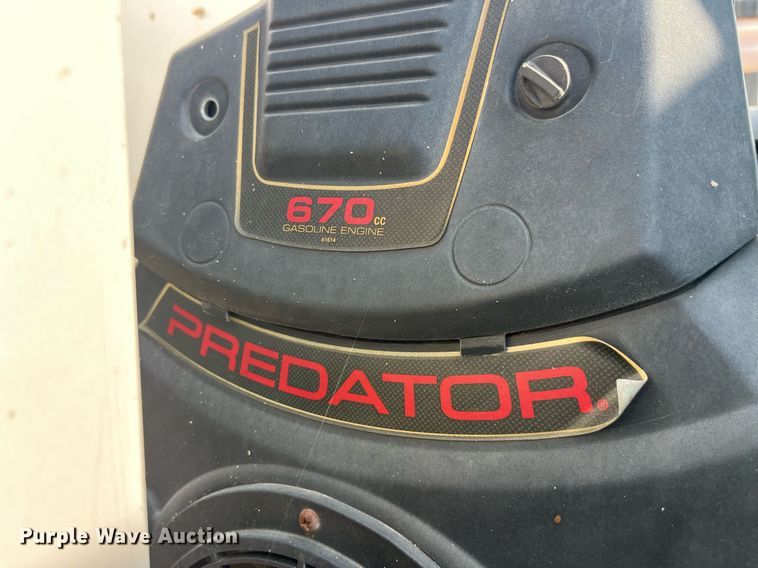 670cc
GASOLINE ENGINE
61614
PREDATOR®
Purple Wave Auction